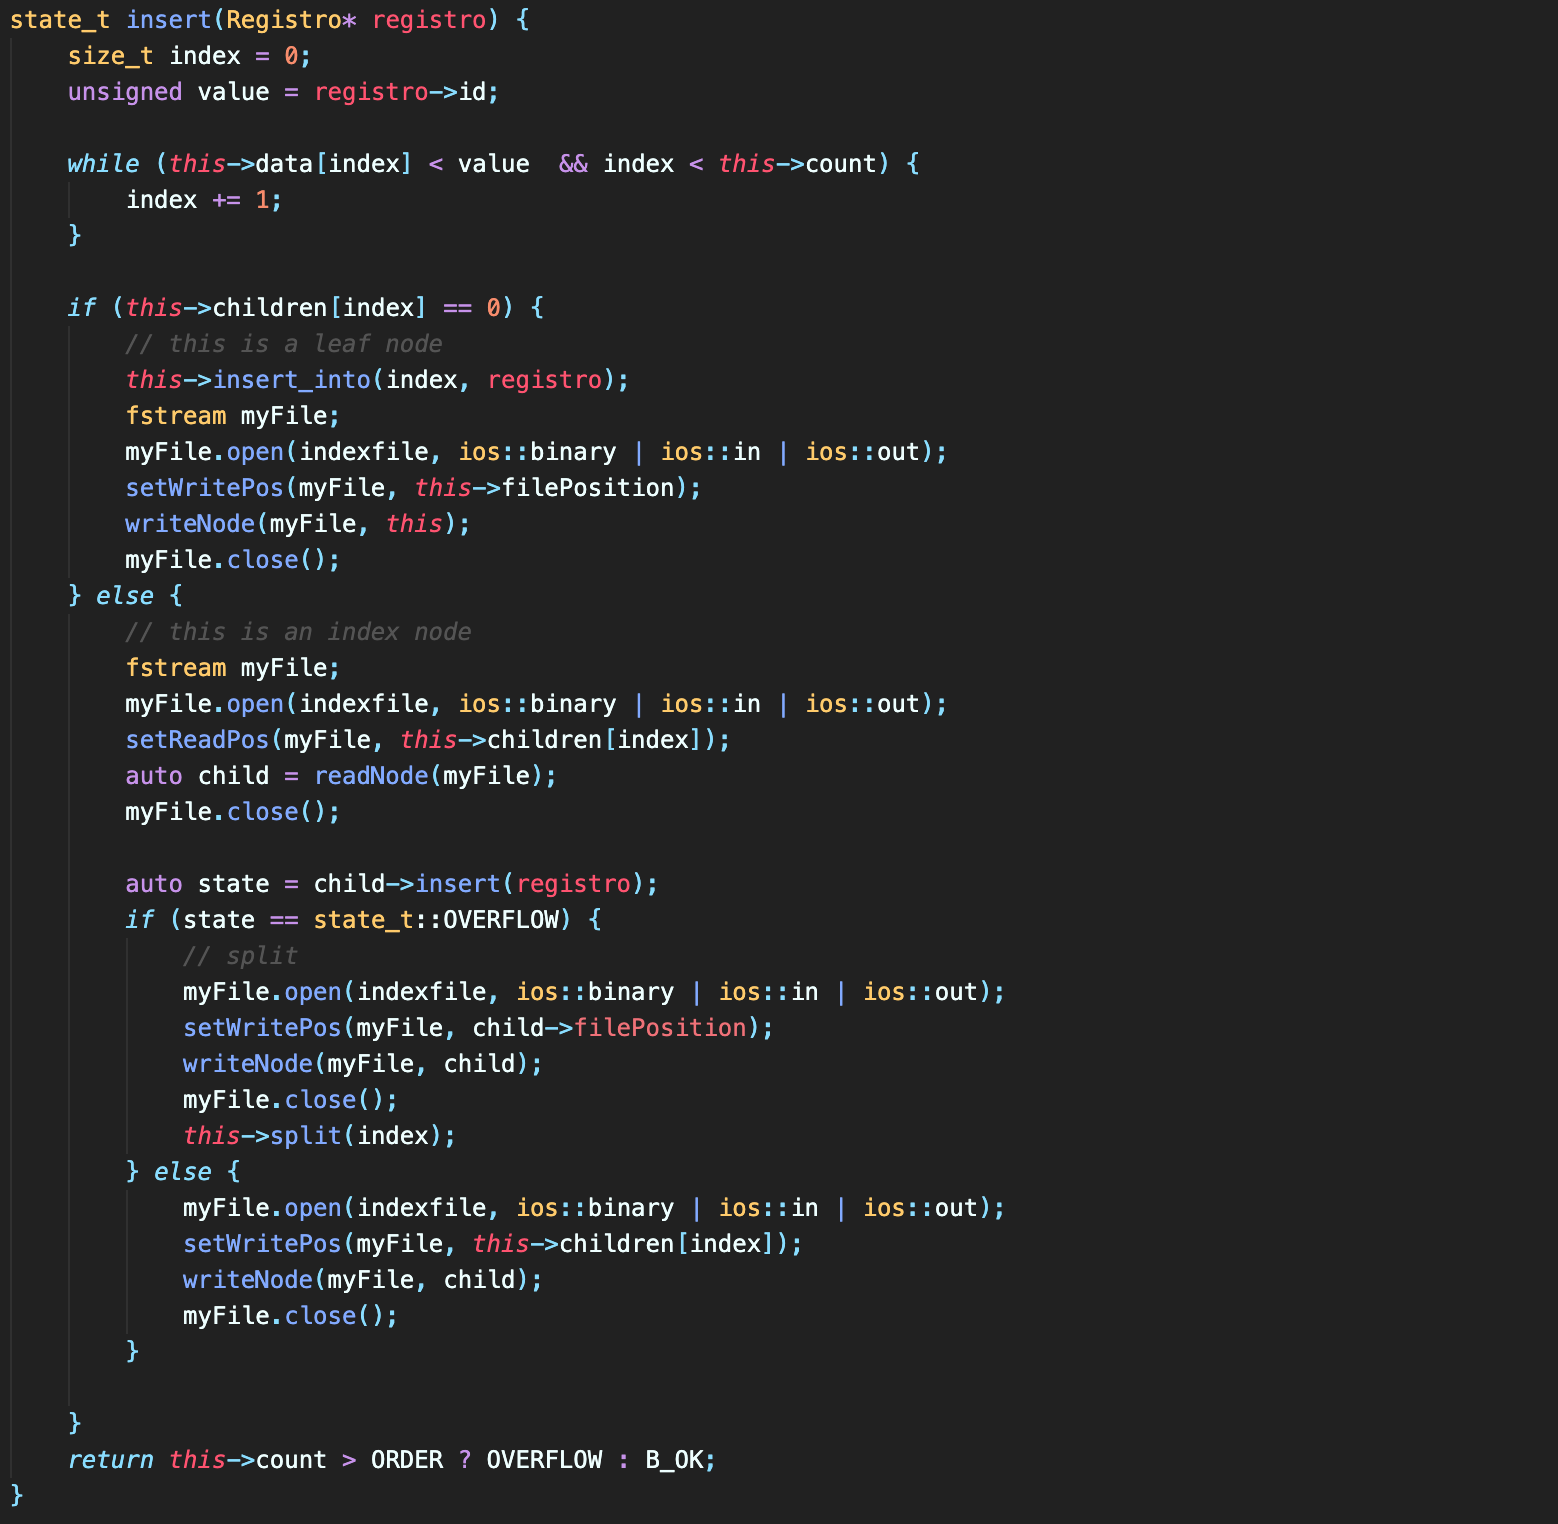 state_t insert(Registro* registro) {
    size_t index = 0;
    unsigned value = registro->id;

    while (this->data[index] < value  && index < this->count) {
        index += 1;
    }

    if (this->children[index] == 0) {
        // this is a leaf node
        this->insert_into(index, registro);
        fstream myFile;
        myFile.open(indexfile, ios::binary | ios::in | ios::out);
        setWritePos(myFile, this->filePosition);
        writeNode(myFile, this);
        myFile.close();
    } else {
        // this is an index node
        fstream myFile;
        myFile.open(indexfile, ios::binary | ios::in | ios::out);
        setReadPos(myFile, this->children[index]);
        auto child = readNode(myFile);
        myFile.close();

        auto state = child->insert(registro);
        if (state == state_t::OVERFLOW) {
            // split
            myFile.open(indexfile, ios::binary | ios::in | ios::out);
            setWritePos(myFile, child->filePosition);
            writeNode(myFile, child);
            myFile.close();
            this->split(index);
        } else {
            myFile.open(indexfile, ios::binary | ios::in | ios::out);
            setWritePos(myFile, this->children[index]);
            writeNode(myFile, child);
            myFile.close();
        }

    }
    return this->count > ORDER ? OVERFLOW : B_OK;
}